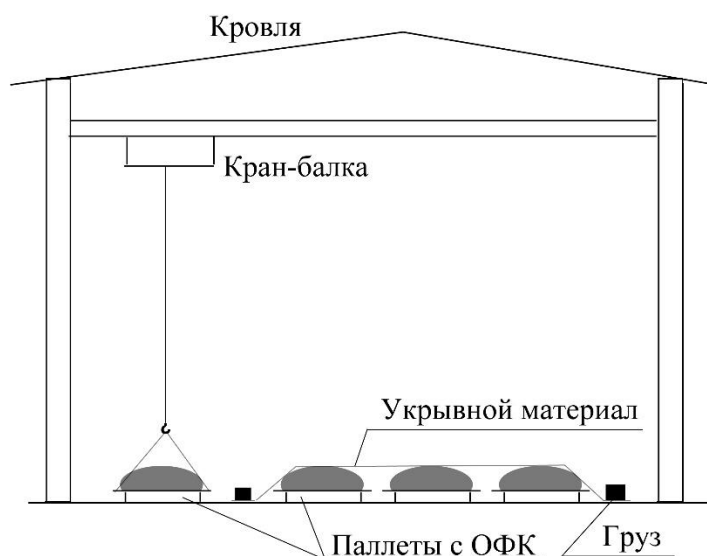 Кровля
Кран-балка
Укрывной материал
Паллеты с ОФК
Груз